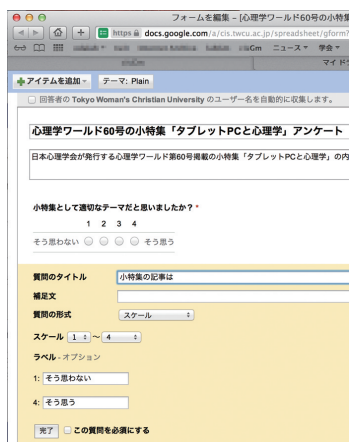 フォームを編集 – [心理学ワールド60号の小特集
https docs.google.com/a/cis.twcu.ac.jp/spreadsheet/gform?
Gm ニュース▼ 学会▼
マイ ド
アイテムを追加 テーマ: Plain
回答者の Tokyo Woman's Christian University のユーザー名を自動的に収集します。
心理学ワールド60号の小特集「タブレットPCと心理学」アンケート
日本心理学会が発行する心理学ワールド第60号掲載の小特集「タブレットPCと心理学」の内
小特集として適切なテーマだと思いましたか？*
1 2 3 4
そう思わない そう思う
質問のタイトル 小特集の記事は
補足文
質問の形式 スケール
スケール 1 ～ 4
ラベル - オプション
1: そう思わない
4: そう思う
完了 この質問を必須にする